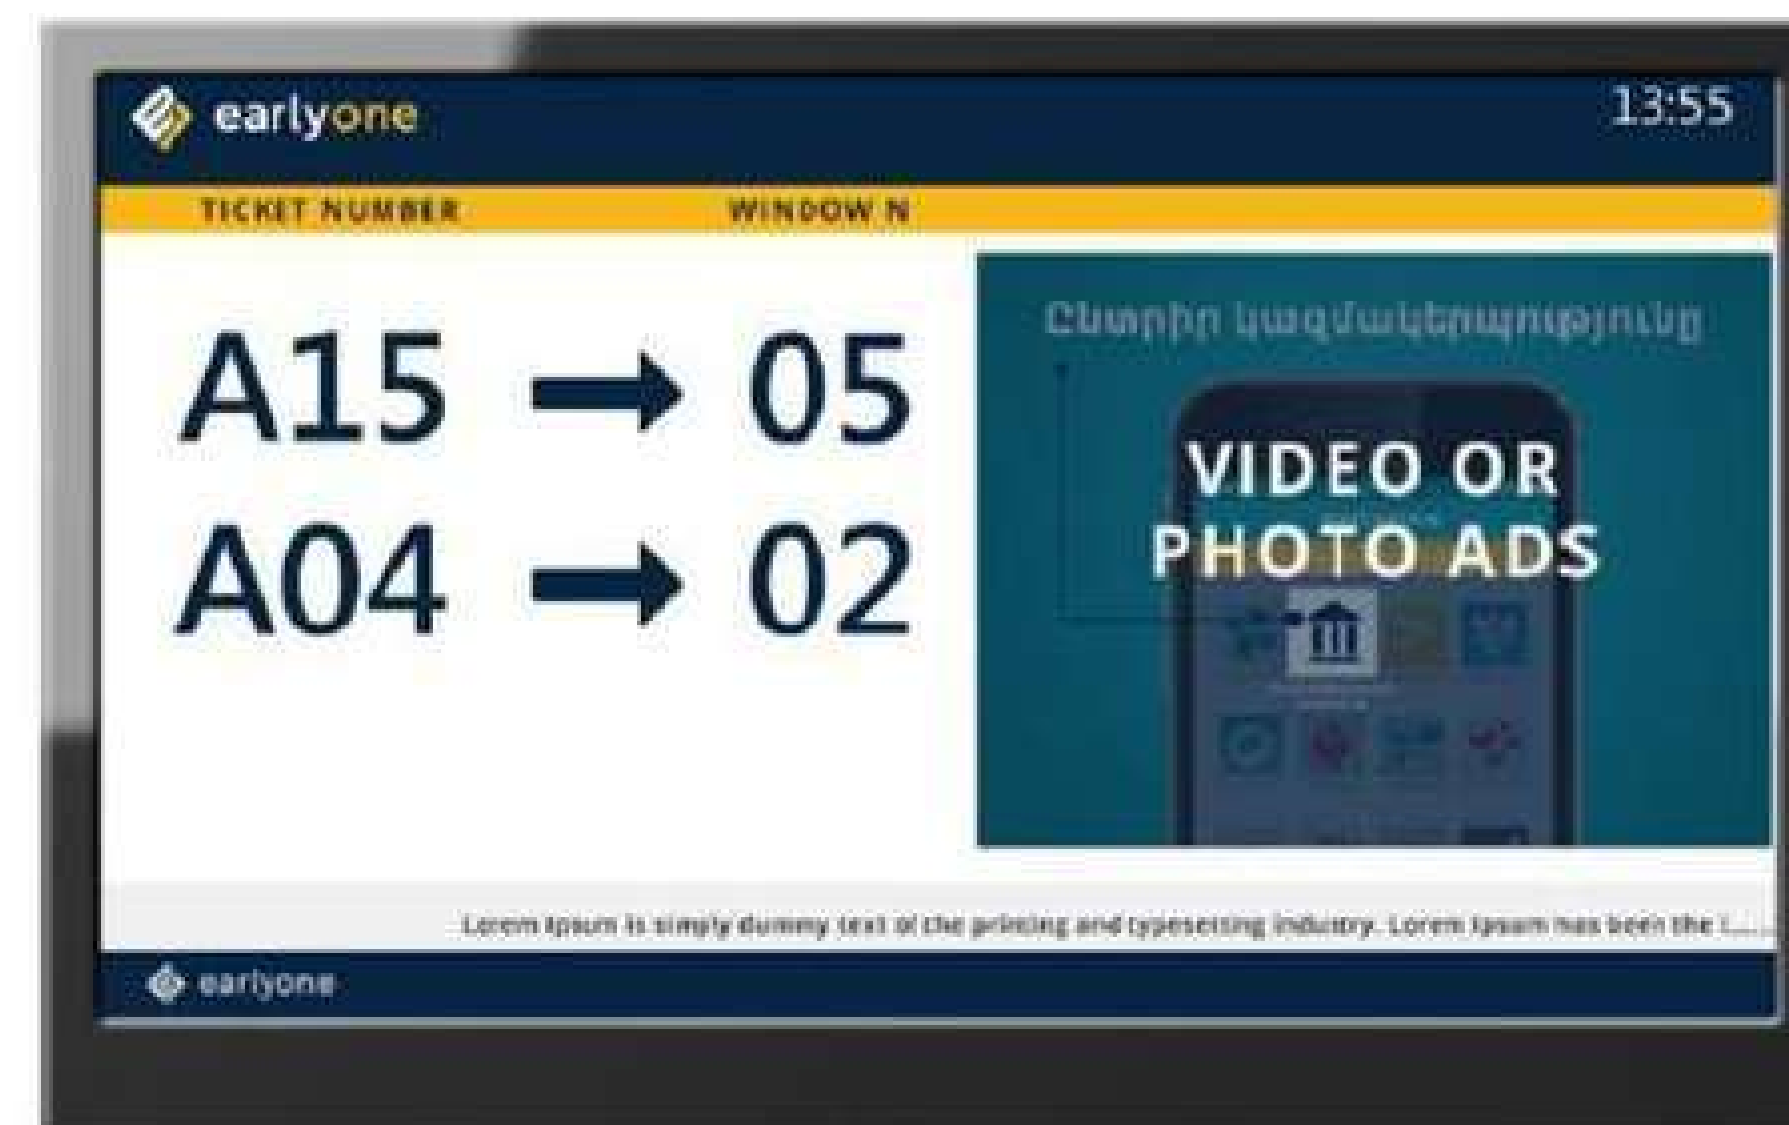 earlyone
13:55
TICKET NUMBER WINDOW N
A15 → 05
A04 → 02
Ընտրիր կազմակերպությունը
VIDEO OR
PHOTO ADS
Lorem Ipsum is simply dummy text of the printing and typesetting industry. Lorem Ipsum has been the
earlyone